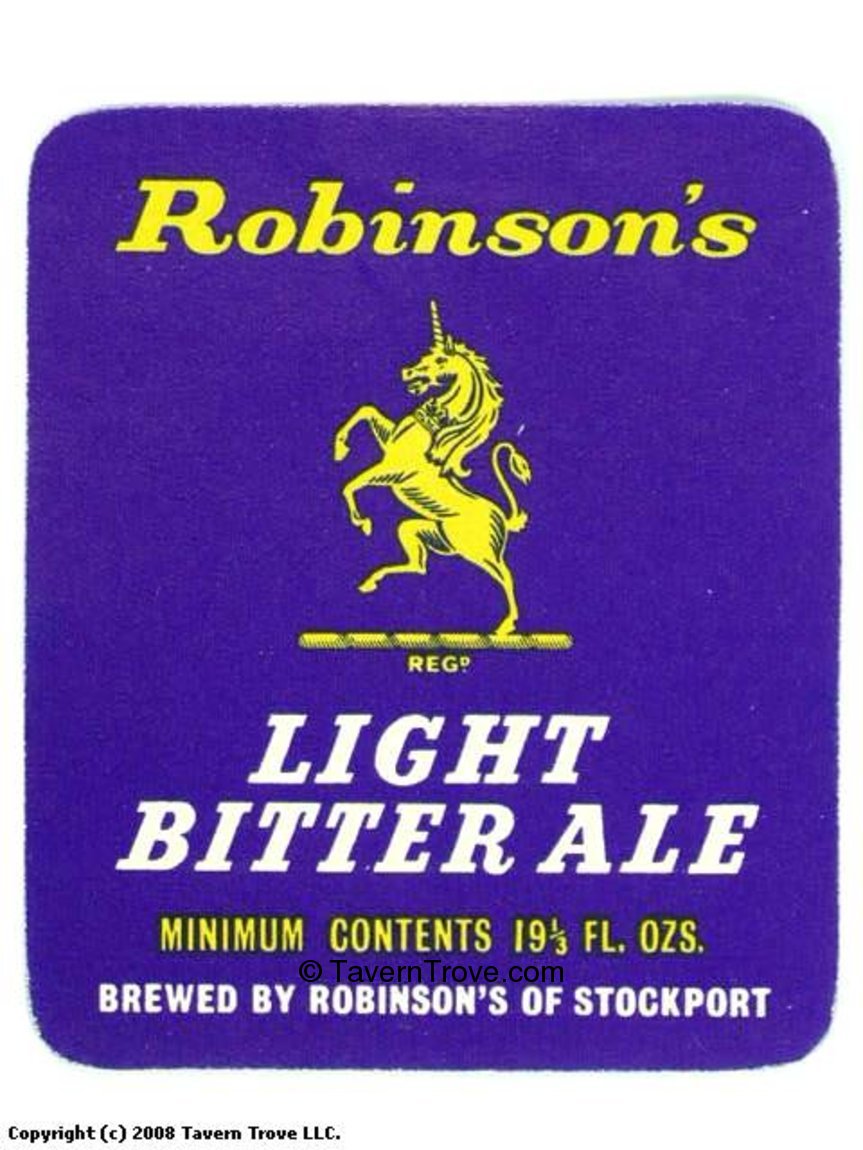 Robinson's
REGD.
LIGHT
BITTER ALE
MINIMUM CONTENTS 19⅓ FL. OZS.
© TavernTrove.com
BREWED BY ROBINSON'S OF STOCKPORT
Copyright (c) 2008 Tavern Trove LLC.